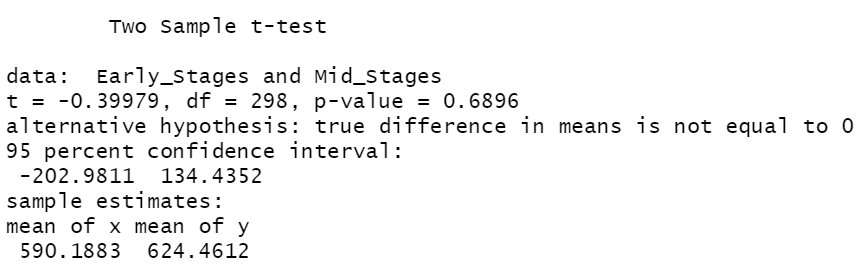 Two Sample t-test
data:  Early_Stages and Mid_Stages
t = -0.39979, df = 298, p-value = 0.6896
alternative hypothesis: true difference in means is not equal to 0
95 percent confidence interval:
 -202.9811  134.4352
sample estimates:
mean of x mean of y
 590.1883  624.4612